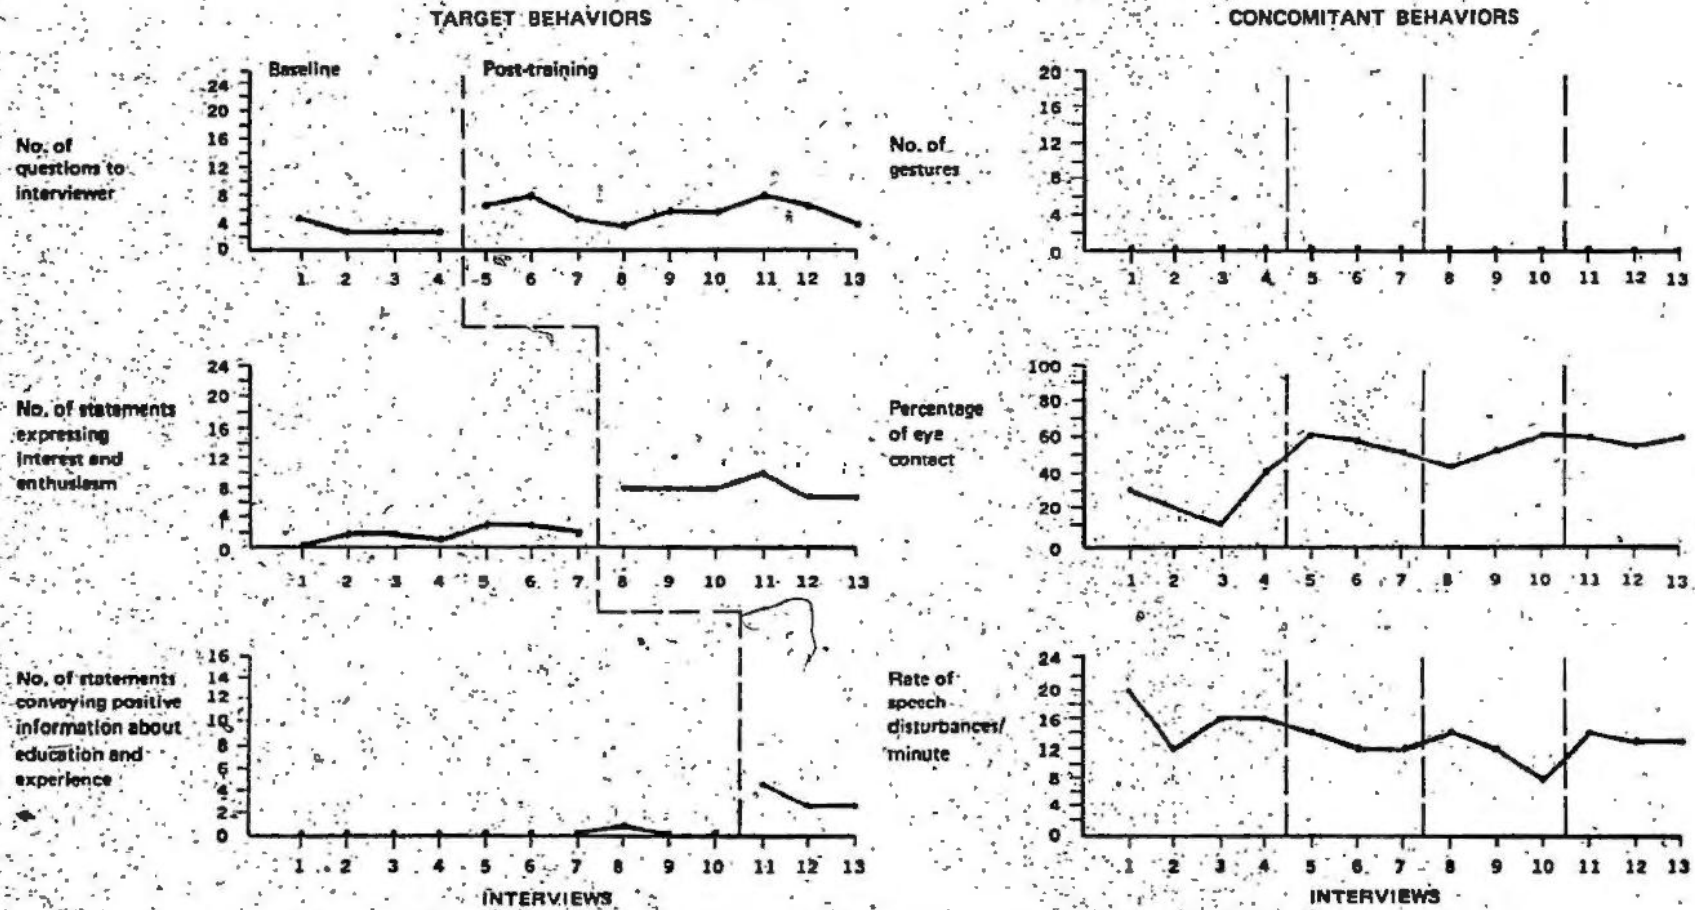 TARGET BEHAVIORS
Baseline
Post-training
No. of
questions to
interviewer
24
20
16
12
8
4
0
1 2 3 4 5 6 7 8 9 10 11 12 13
No. of statements
expressing
interest and
enthusiasm
24
20
16
12
8
4
0
1 2 3 4 5 6 7 8 9 10 11 12 13
No. of statements
conveying positive
information about
education and
experience
16
14
12
10
8
6
4
2
0
1 2 3 4 5 6 7 8 9 10 11 12 13
INTERVIEWS
CONCOMITANT BEHAVIORS
No. of
gestures
20
16
12
8
4
0
1 2 3 4 5 6 7 8 9 10 11 12 13
Percentage
of eye
contact
100
80
60
40
20
0
1 2 3 4 5 6 7 8 9 10 11 12 13
Rate of
speech
disturbances/
minute
24
20
16
12
8
4
0
1 2 3 4 5 6 7 8 9 10 11 12 13
INTERVIEWS